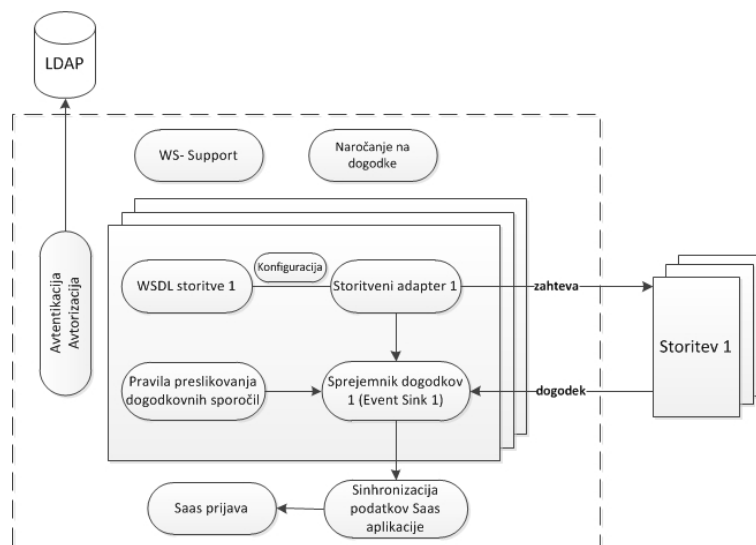 LDAP
WS- Support
Naročanje na
dogodke
Avtentikacija
Avtorizacija
Konfiguracija
WSDL storitve 1
Storitveni adapter 1
zahteva
Storitev 1
Pravila preslikovanja
dogodkovnih sporočil
Sprejemnik dogodkov
1 (Event Sink 1)
dogodek
Saas prijava
Sinhronizacija
podatkov Saas
aplikacije